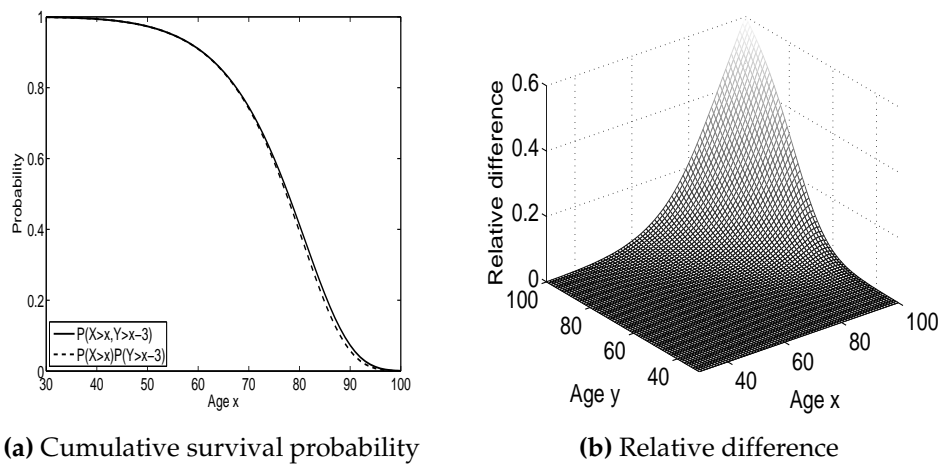 1
0.8
0.6
0.4
0.2
0
Probability
P(X>x,Y>x-3)
P(X>x)P(Y>x-3)
30 40 50 60 70 80 90 100
Age x
(a) Cumulative survival probability
0.6
0.4
0.2
0
Relative difference
100
80
60
40
Age y
40
60
80
100
Age x
(b) Relative difference